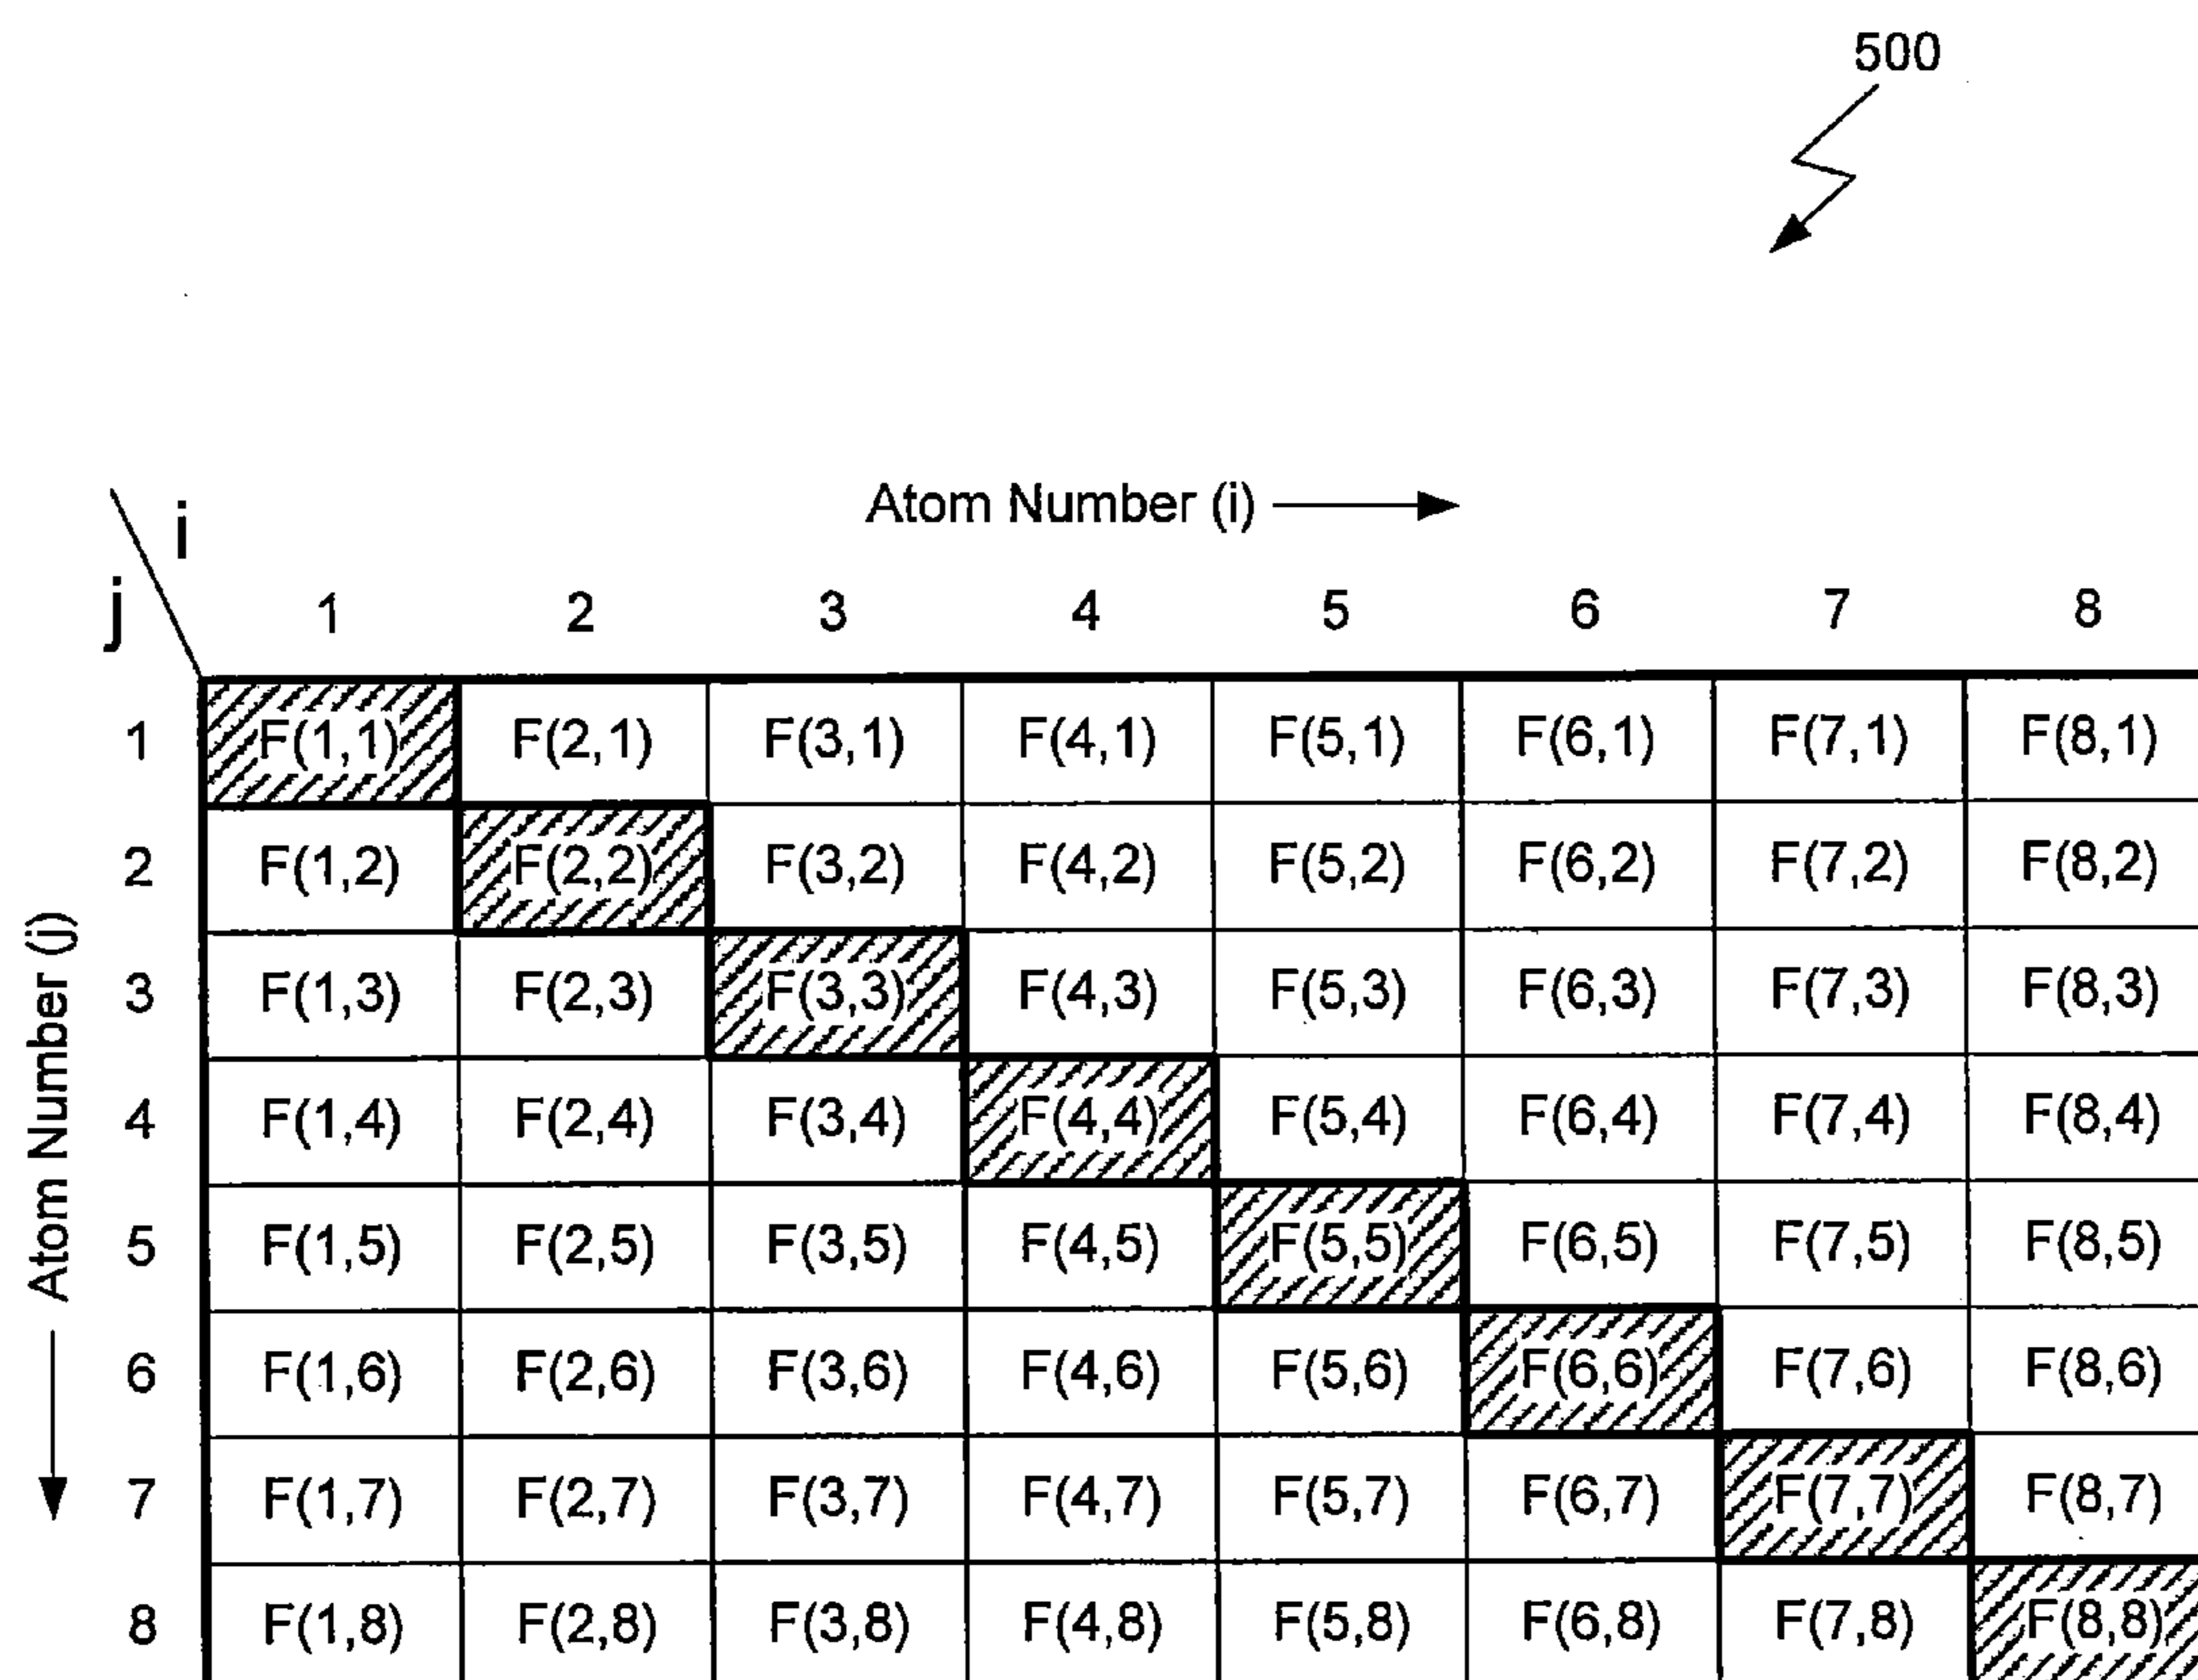 500
Atom Number (i)
i
j
1 2 3 4 5 6 7 8
1 F(1,1) F(2,1) F(3,1) F(4,1) F(5,1) F(6,1) F(7,1) F(8,1)
2 F(1,2) F(2,2) F(3,2) F(4,2) F(5,2) F(6,2) F(7,2) F(8,2)
3 F(1,3) F(2,3) F(3,3) F(4,3) F(5,3) F(6,3) F(7,3) F(8,3)
4 F(1,4) F(2,4) F(3,4) F(4,4) F(5,4) F(6,4) F(7,4) F(8,4)
5 F(1,5) F(2,5) F(3,5) F(4,5) F(5,5) F(6,5) F(7,5) F(8,5)
6 F(1,6) F(2,6) F(3,6) F(4,6) F(5,6) F(6,6) F(7,6) F(8,6)
7 F(1,7) F(2,7) F(3,7) F(4,7) F(5,7) F(6,7) F(7,7) F(8,7)
8 F(1,8) F(2,8) F(3,8) F(4,8) F(5,8) F(6,8) F(7,8) F(8,8)
Atom Number (j)